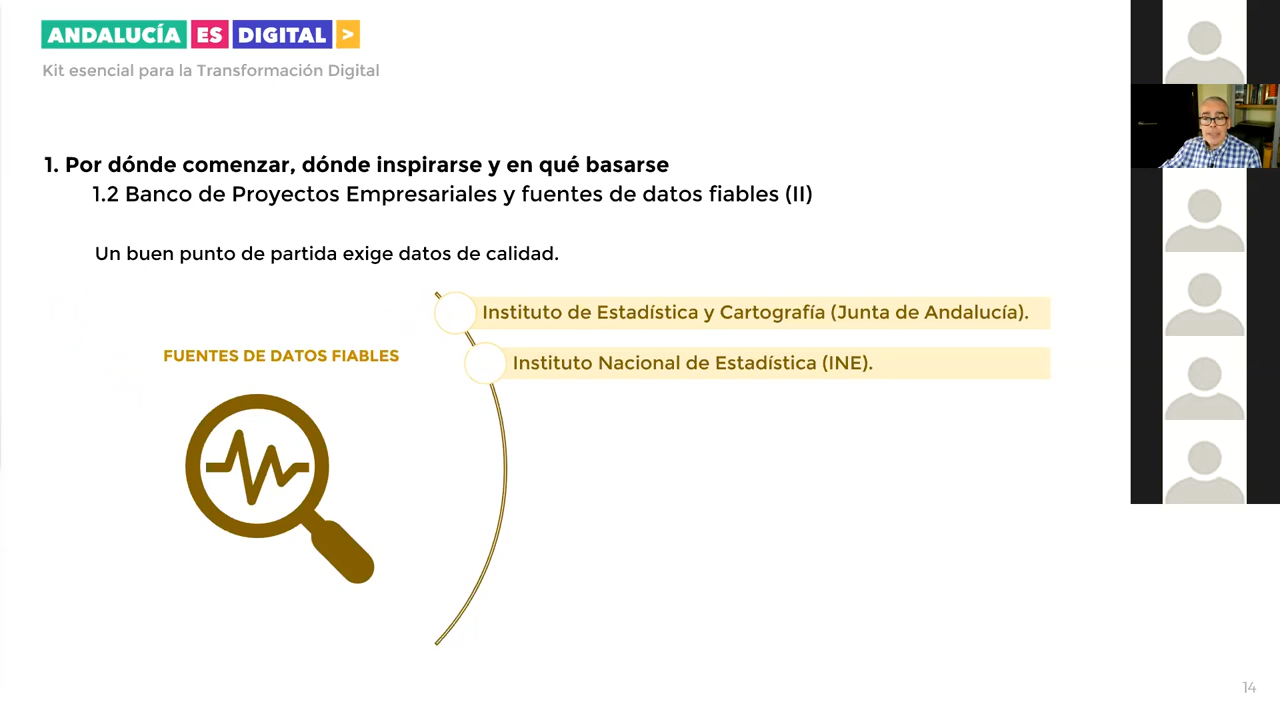 ANDALUCÍA ES DIGITAL >
Kit esencial para la Transformación Digital
1. Por dónde comenzar, dónde inspirarse y en qué basarse
1.2 Banco de Proyectos Empresariales y fuentes de datos fiables (II)
Un buen punto de partida exige datos de calidad.
Instituto de Estadística y Cartografía (Junta de Andalucía).
FUENTES DE DATOS FIABLES
Instituto Nacional de Estadística (INE).
14